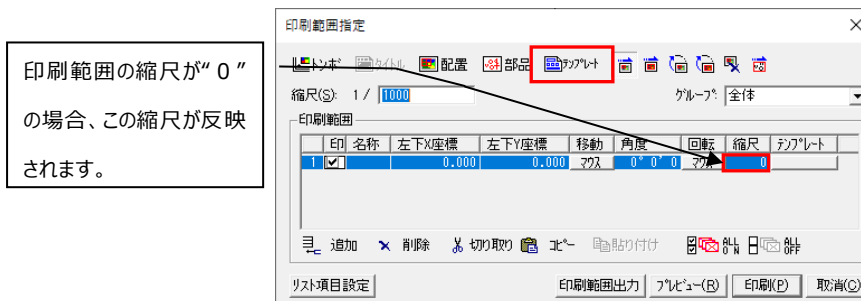 印刷範囲の縮尺が“０”
の場合、この縮尺が反映
されます。
印刷範囲指定
トンボ タイトル 配置 部品 テンプレート
縮尺(S): 1 / 1000 グループ: 全体
印刷範囲
印 名称 左下X座標 左下Y座標 移動 角度 回転 縮尺 テンプレート
1 0.000 0.000 マウス 0° 0' 0 マウス 0
追加 削除 切り取り コピー 貼り付け ALL ON ALL OFF
リスト項目設定 印刷範囲出力 プレビュー(R) 印刷(P) 取消(C)